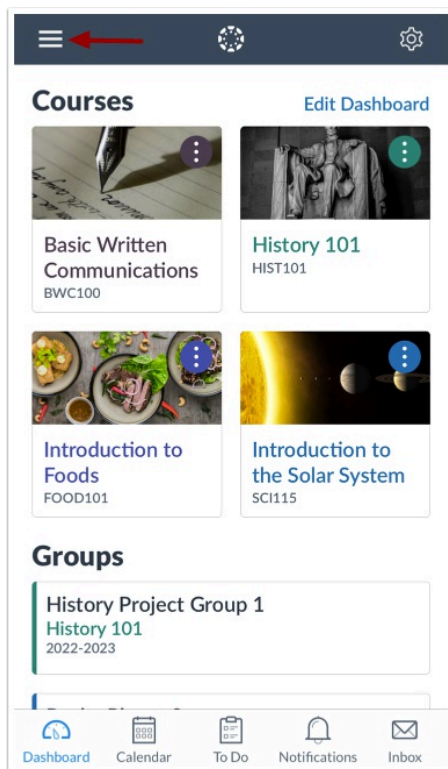 Courses
Edit Dashboard
Basic Written
Communications
BWC100
History 101
HIST101
Introduction to
Foods
FOOD101
Introduction to
the Solar System
SCI115
Groups
History Project Group 1
History 101
2022-2023
Dashboard
Calendar
To Do
Notifications
Inbox